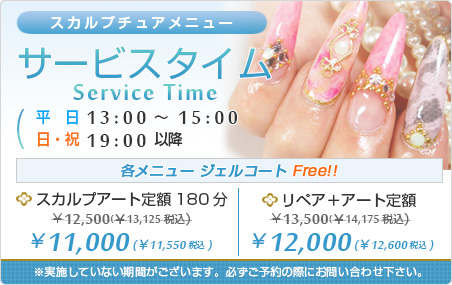 スカルプチュアメニュー
サービスタイム
Service Time
平 日 13:00 ～ 15:00
日・祝 19:00 以降
各メニュー ジェルコート Free!!
スカルプアート定額 180 分
￥12,500(￥13,125 税込)
￥11,000 (￥11,550 税込)
リペア＋アート定額
￥13,500(￥14,175 税込)
￥12,000 (￥12,600 税込)
※実施していない期間がございます。必ずご予約の際にお問い合わせ下さい。